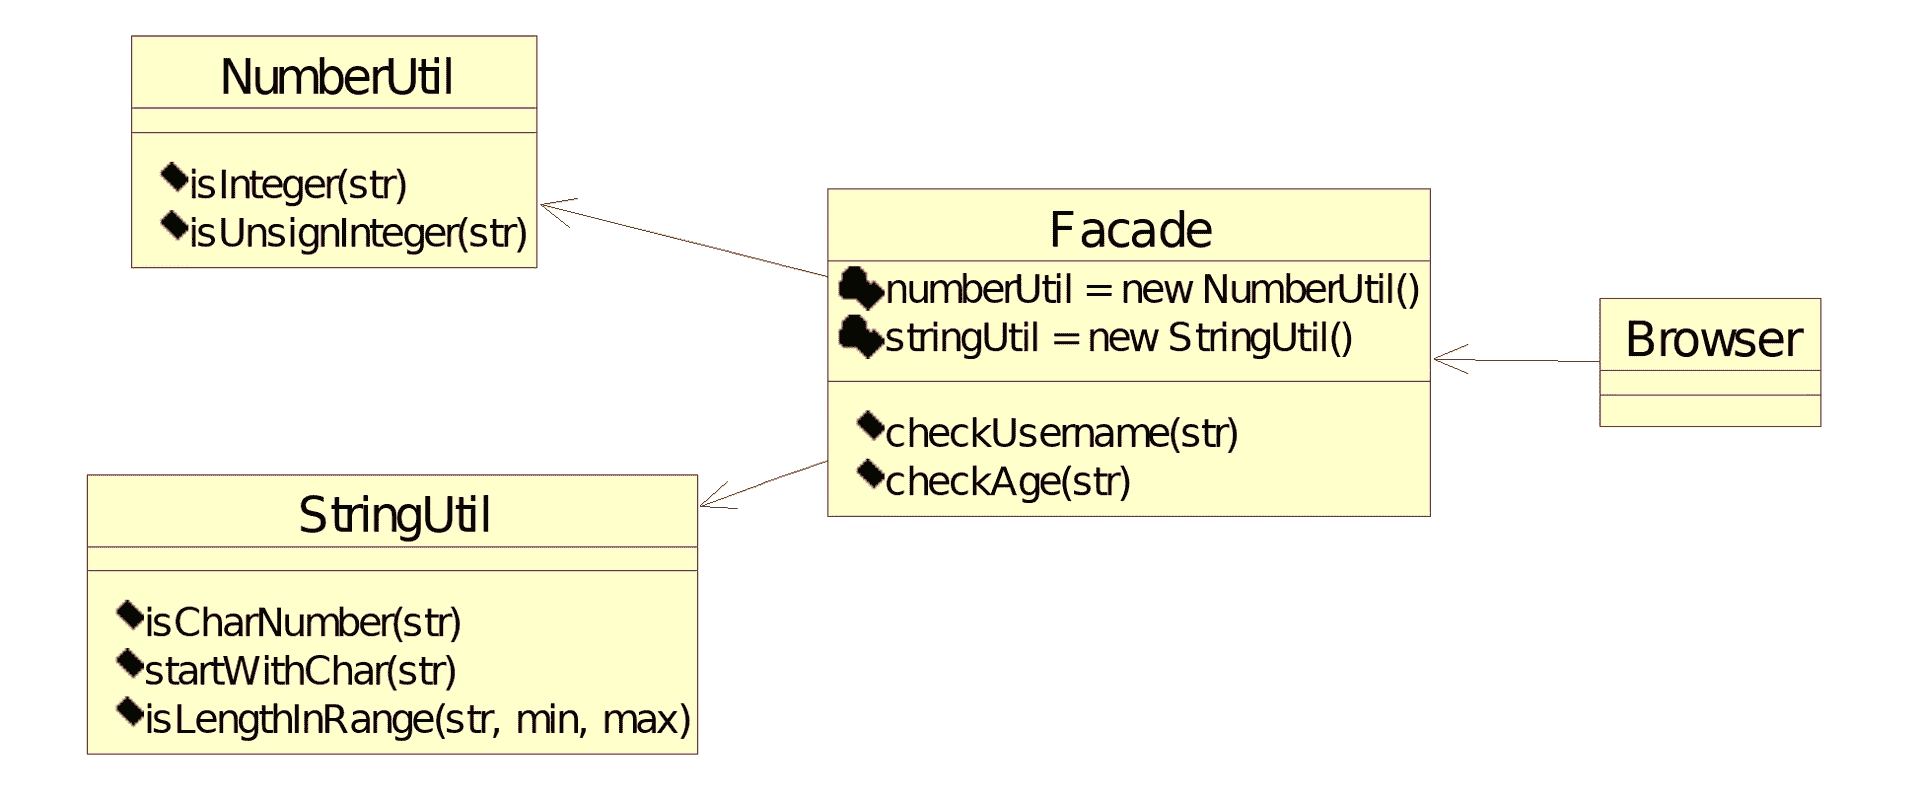 NumberUtil
isInteger(str)
isUnsignInteger(str)
Facade
numberUtil = new NumberUtil()
stringUtil = new StringUtil()
checkUsername(str)
checkAge(str)
Browser
StringUtil
isCharNumber(str)
startWithChar(str)
isLengthInRange(str, min, max)